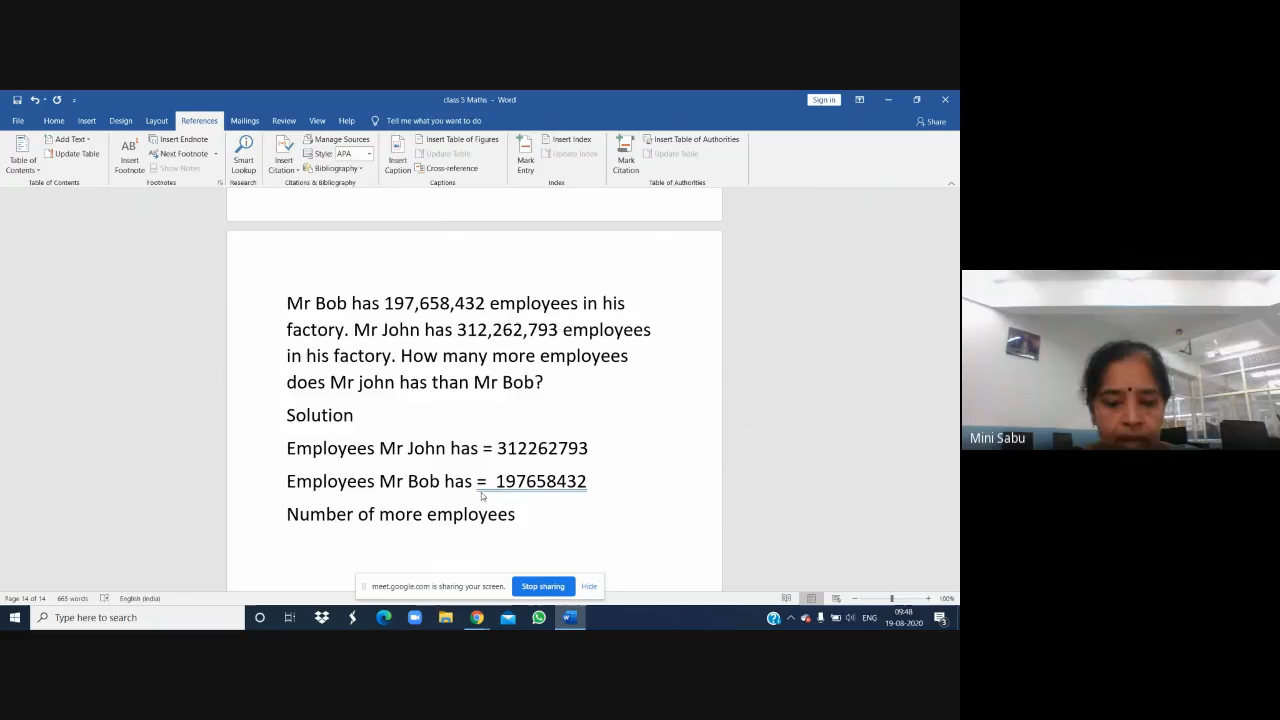 class 5 Maths - Word
Sign in
File Home Insert Design Layout References Mailings Review View Help Tell me what you want to do Share
Table of Contents
Add Text
Update Table
Table of Contents
AB
Insert Footnote
Insert Endnote
Next Footnote
Show Notes
Footnotes
Smart Lookup
Research
Insert Citation
Manage Sources
Style: APA
Bibliography
Citations & Bibliography
Insert Caption
Insert Table of Figures
Update Table
Cross-reference
Captions
Mark Entry
Insert Index
Update Index
Index
Mark Citation
Insert Table of Authorities
Update Table
Table of Authorities
Mr Bob has 197,658,432 employees in his
factory. Mr John has 312,262,793 employees
in his factory. How many more employees
does Mr john has than Mr Bob?
Solution
Employees Mr John has = 312262793
Employees Mr Bob has = 197658432
Number of more employees
meet.google.com is sharing your screen. Stop sharing Hide
Page 14 of 14 665 words English (India) 100%
Type here to search
ENG
09:48
19-08-2020
3
Mini Sabu